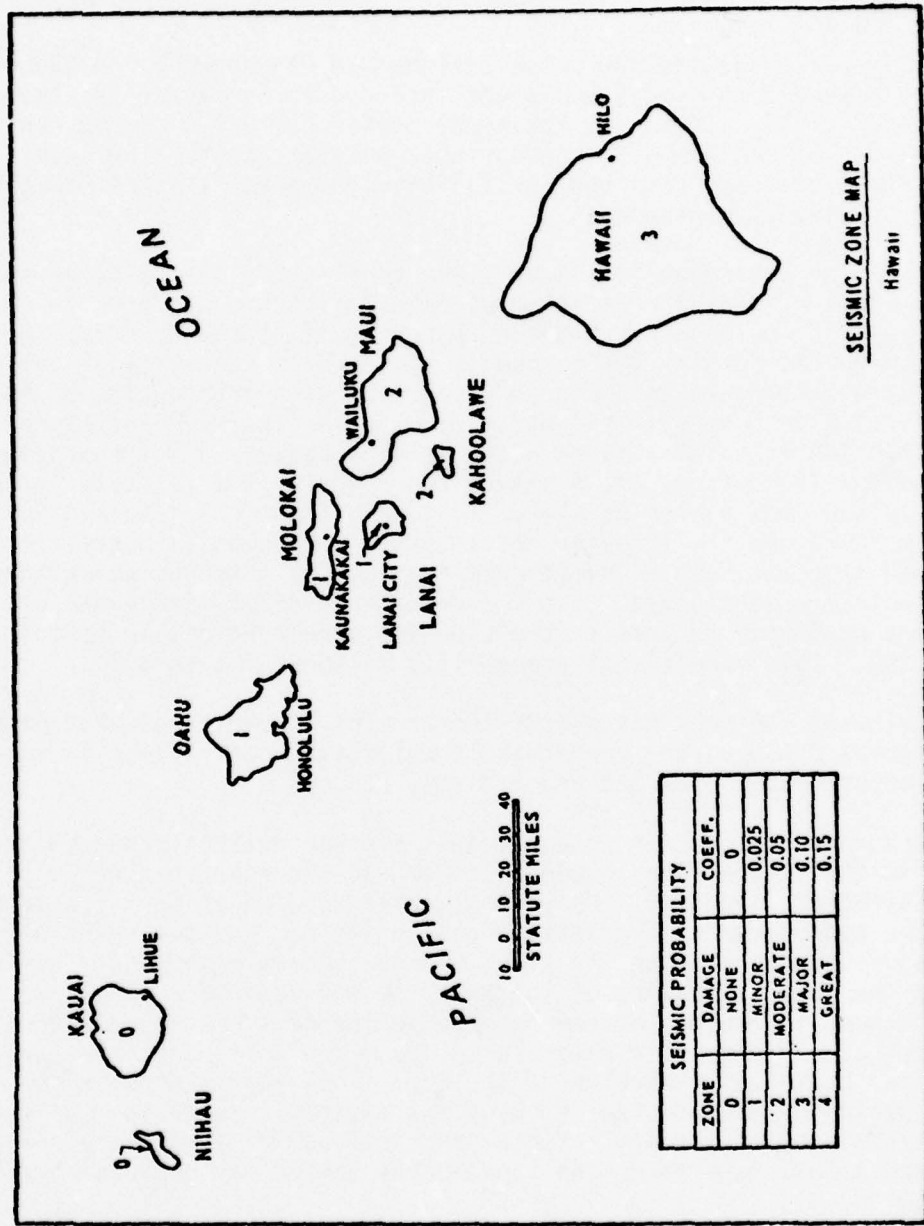 KAUAI
0
LIHUE
0
NIIHAU
OAHU
1
HONOLULU
MOLOKAI
1
KAUNAKAKAI
1
LANAI CITY
LANAI
WAILUKU
MAUI
2
2
KAHOOLAWE
OCEAN
PACIFIC
10 0 10 20 30 40
STATUTE MILES
HAWAII
3
HILO
SEISMIC PROBABILITY
ZONE DAMAGE COEFF.
0 NONE 0
1 MINOR 0.025
2 MODERATE 0.05
3 MAJOR 0.10
4 GREAT 0.15
SEISMIC ZONE MAP
Hawaii